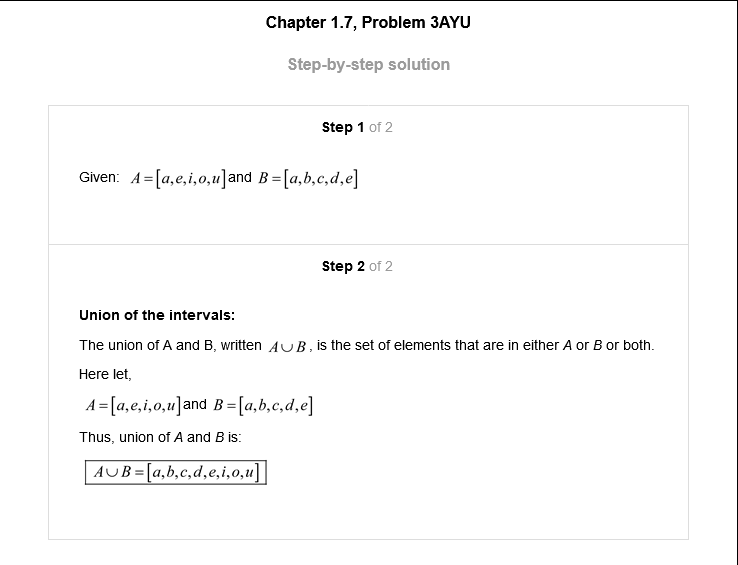 Chapter 1.7, Problem 3AYU
Step-by-step solution
Step 1 of 2
Given: A=[a,e,i,o,u] and B=[a,b,c,d,e]
Step 2 of 2
Union of the intervals:
The union of A and B, written A∪B, is the set of elements that are in either A or B or both.
Here let,
A=[a,e,i,o,u] and B=[a,b,c,d,e]
Thus, union of A and B is:
A∪B=[a,b,c,d,e,i,o,u]